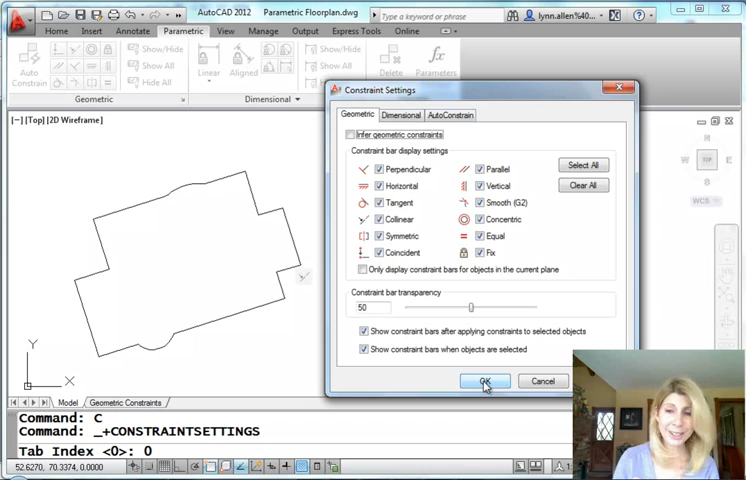 AutoCAD 2012 Parametric Floorplan.dwg
Type a keyword or phrase
lynn.allen%40...
Home Insert Annotate Parametric View Manage Output Express Tools Online
Auto
Constrain
Show/Hide
Show All
Hide All
Geometric
Linear
Aligned
Show/Hide
Show All
Hide All
Dimensional
Delete
Parameters
fx
[−] [Top] [2D Wireframe]
Constraint Settings
Geometric Dimensional AutoConstrain
Infer geometric constraints
Constraint bar display settings
Perpendicular Parallel
Select All
Horizontal Vertical
Clear All
Tangent Smooth (G2)
Collinear Concentric
Symmetric Equal
Coincident Fix
Only display constraint bars for objects in the current plane
Constraint bar transparency
50
Show constraint bars after applying constraints to selected objects
Show constraint bars when objects are selected
OK Cancel
N
W TOP E
S
WCS
Y
X
Model Geometric Constraints
Command: C
Command: _+CONSTRAINTSETTINGS
Tab Index <0>: 0
52.6270, 70.3374, 0.0000